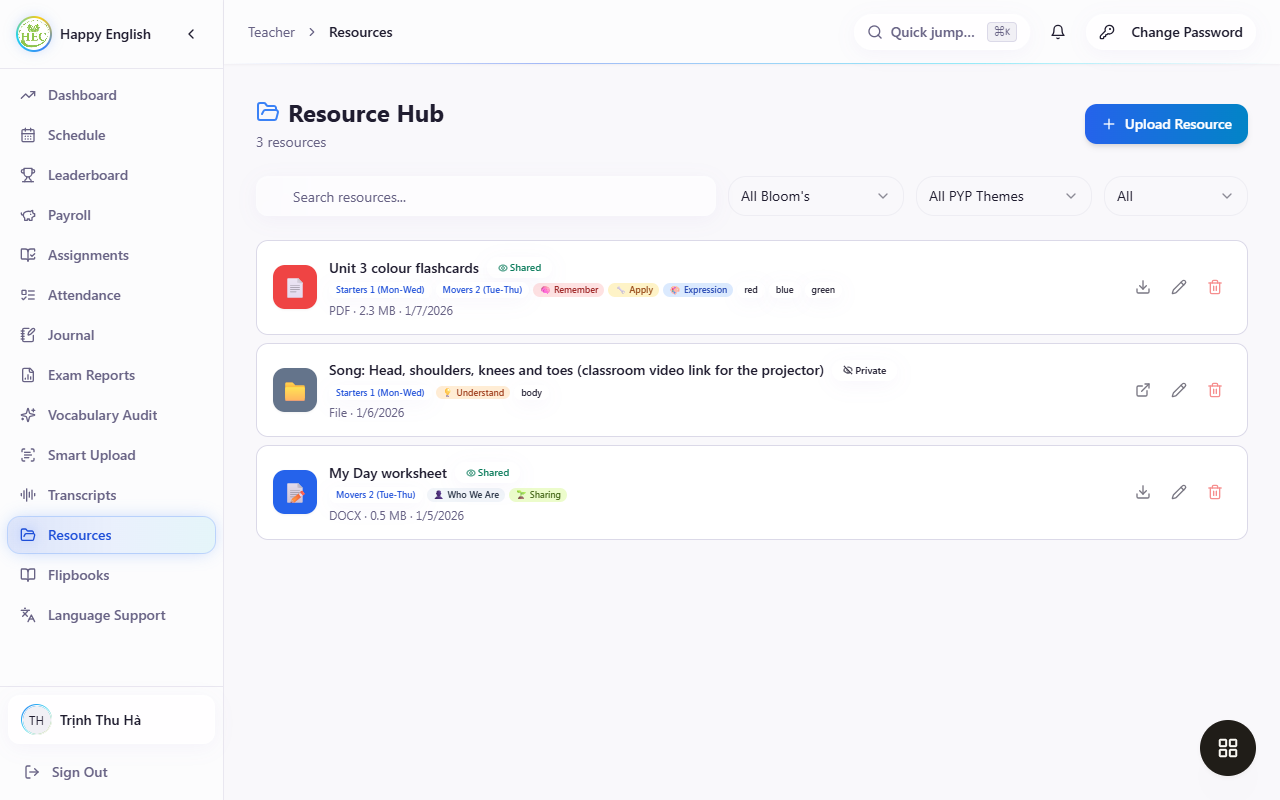 HEC
Happy English
Teacher
Resources
Quick jump...
⌘K
Change Password
Dashboard
Schedule
Leaderboard
Payroll
Assignments
Attendance
Journal
Exam Reports
Vocabulary Audit
Smart Upload
Transcripts
Resources
Flipbooks
Language Support
TH
Trịnh Thu Hà
Sign Out
Resource Hub
3 resources
Upload Resource
Search resources...
All Bloom's
All PYP Themes
All
Unit 3 colour flashcards
Shared
Starters 1 (Mon-Wed) Movers 2 (Tue-Thu) Remember Apply Expression red blue green
PDF · 2.3 MB · 1/7/2026
Song: Head, shoulders, knees and toes (classroom video link for the projector)
Private
Starters 1 (Mon-Wed) Understand body
File · 1/6/2026
My Day worksheet
Shared
Movers 2 (Tue-Thu) Who We Are Sharing
DOCX · 0.5 MB · 1/5/2026